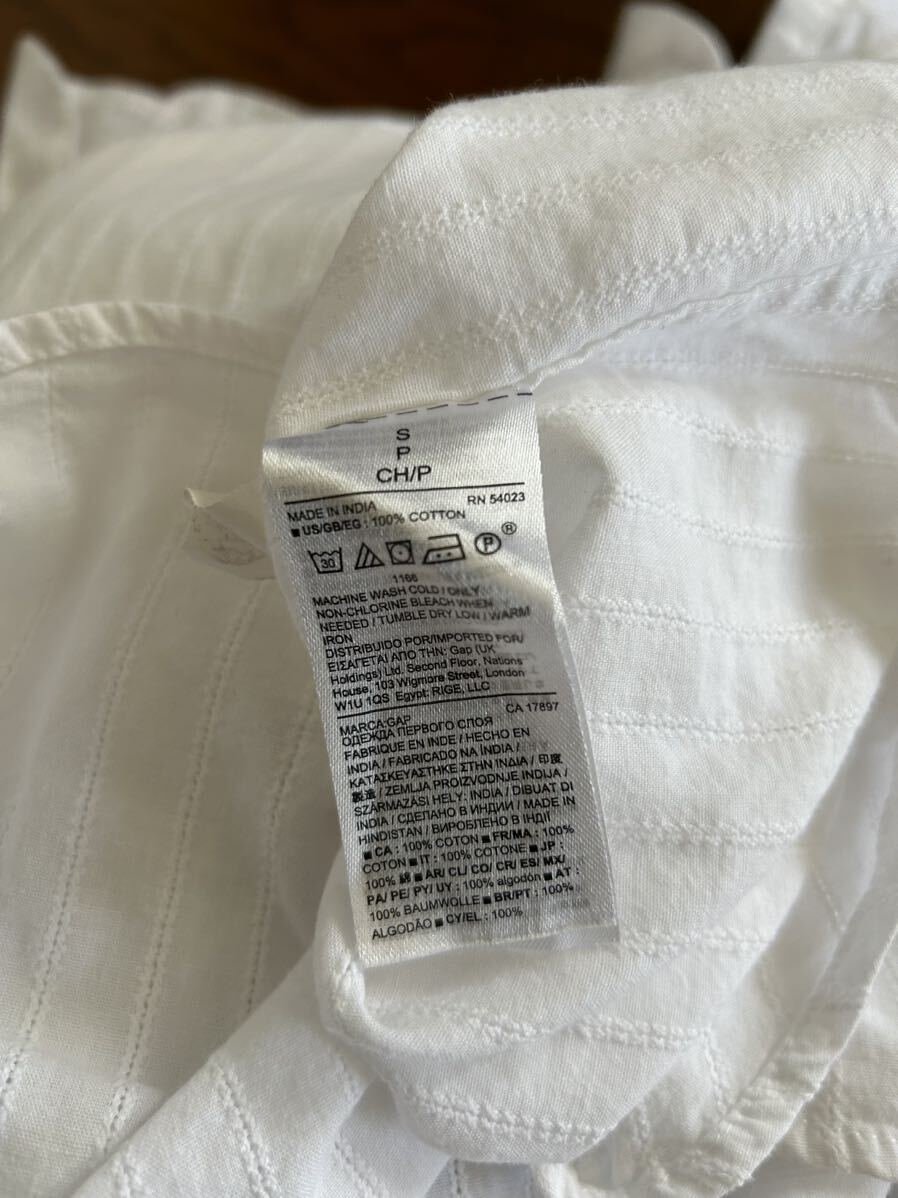 S
P
CH/P
RN 54023
MADE IN INDIA
■ US/GB/EG : 100% COTTON
30 P ®
1166
MACHINE WASH COLD / ONLY
NON-CHLORINE BLEACH WHEN
NEEDED / TUMBLE DRY LOW / WARM
IRON
DISTRIBUIDO POR/IMPORTED FOR/
ΕΙΣΑΓΕΤΑΙ ΑΠΟ ΤΗΝ: Gap (UK
Holdings) Ltd. Second Floor, Nations
House, 103 Wigmore Street, London
W1U 1QS Egypt: RIGE, LLC
CA 17897
MARCA:GAP
ОДЕЖДА ПЕРВОГО СЛОЯ
FABRIQUE EN INDE / HECHO EN
INDIA / FABRICADO NA ÍNDIA /
ΚΑΤΑΣΚΕΥΑΣΤΗΚΕ ΣΤΗΝ ΙΝΔΙΑ / 印度
製造 / ZEMLJA PROIZVODNJE INDIJA /
SZÁRMAZÁSI HELY: INDIA / DIBUAT DI
INDIA / СДЕЛАНО В ИНДИИ / MADE IN
HINDISTAN / ВИРОБЛЕНО В ІНДІЇ
■ CA : 100% COTON ■ FR/MA : 100%
COTON ■ IT : 100% COTONE ■ JP :
100% 綿 ■ AR/ CL/ CO/ CR/ ES/ MX/
PA/ PE/ PY/ UY : 100% algodón ■ AT :
100% BAUMWOLLE ■ BR/PT : 100%
ALGODÃO ■ CY/EL : 100%